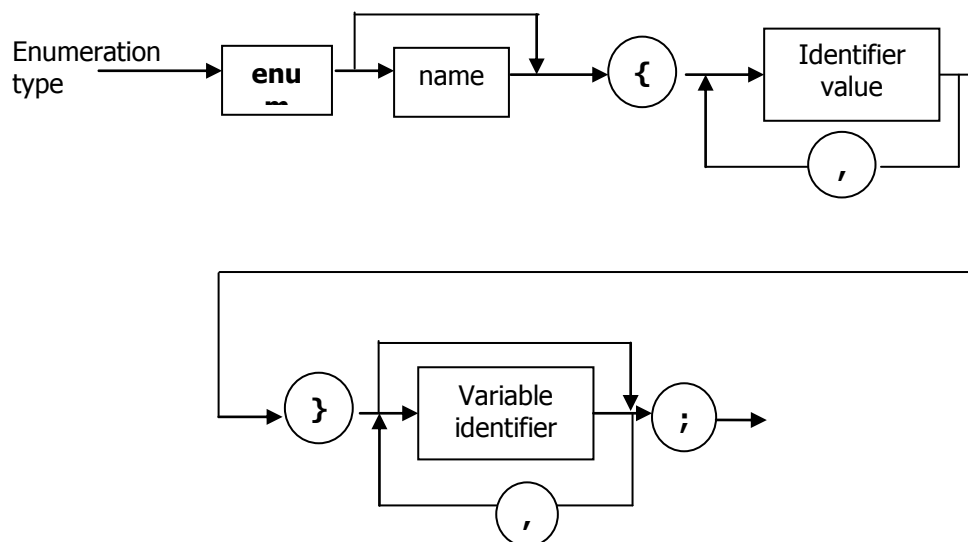 Enumeration
type
enu
m
name
{
Identifier
value
,
}
Variable
identifier
;
,